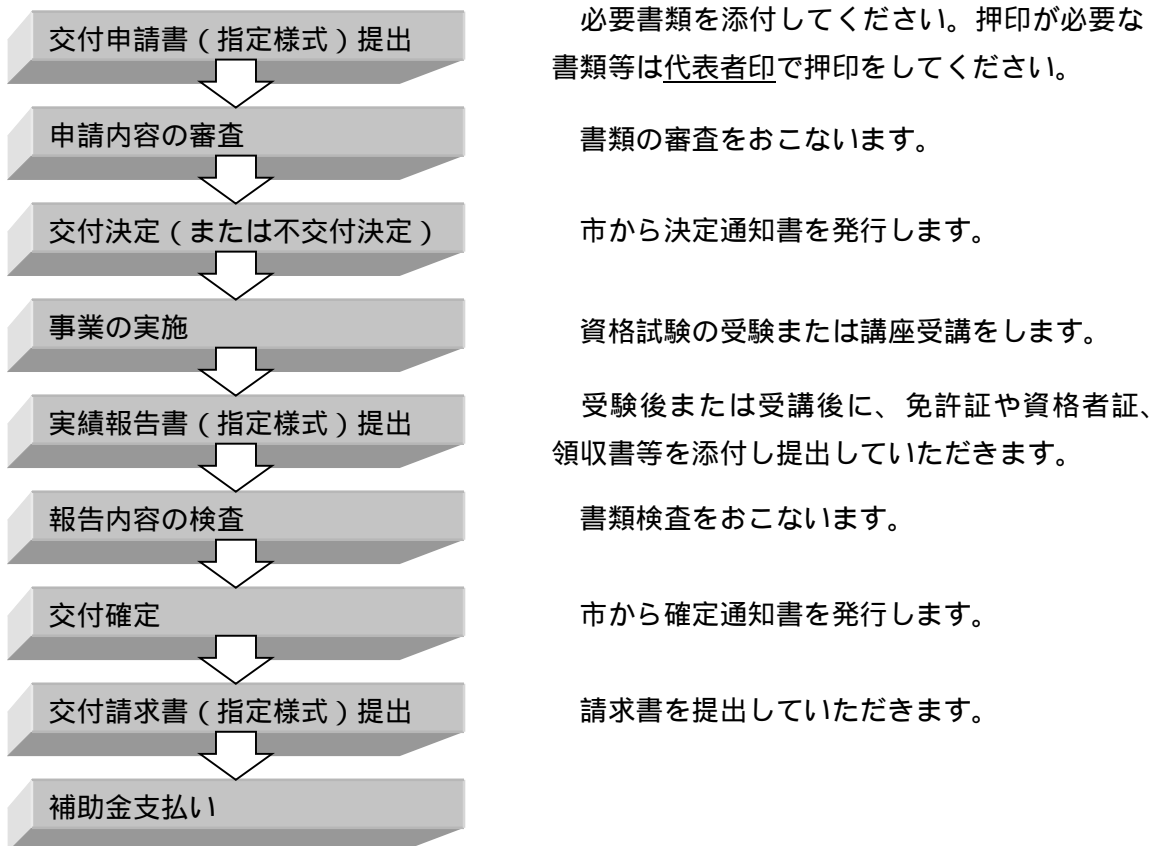 交付申請書（指定様式）提出
必要書類を添付してください。押印が必要な
書類等は代表者印で押印をしてください。
申請内容の審査
書類の審査をおこないます。
交付決定（または不交付決定）
市から決定通知書を発行します。
事業の実施
資格試験の受験または講座受講をします。
実績報告書（指定様式）提出
受験後または受講後に、免許証や資格者証、
領収書等を添付し提出していただきます。
報告内容の検査
書類検査をおこないます。
交付確定
市から確定通知書を発行します。
交付請求書（指定様式）提出
請求書を提出していただきます。
補助金支払い